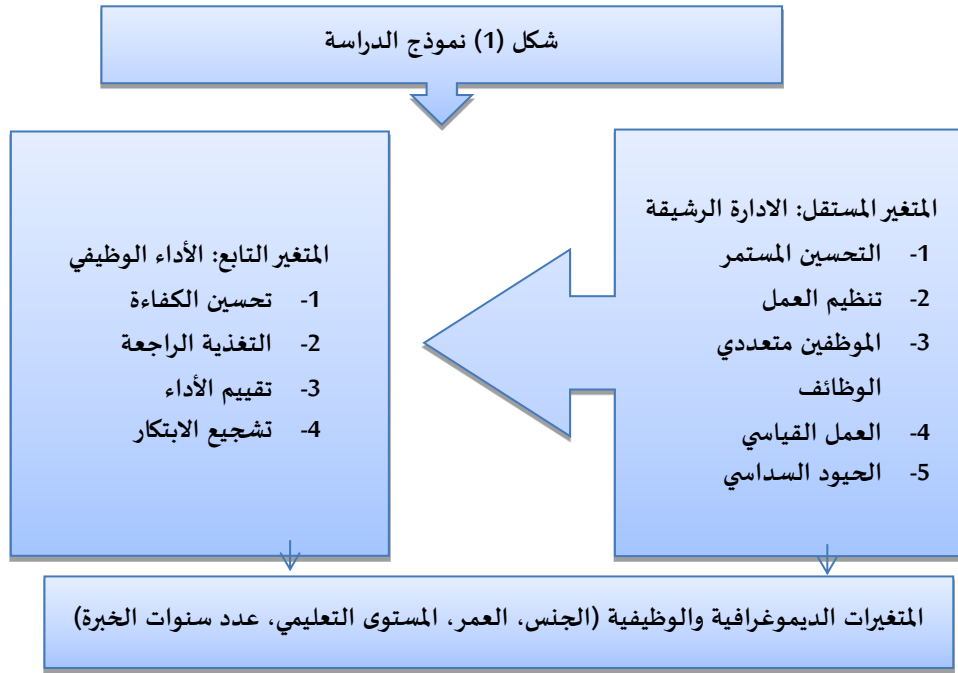 شكل (1) نموذج الدراسة
المتغير المستقل: الادارة الرشيقة
1- التحسين المستمر
2- تنظيم العمل
3- الموظفين متعددي
الوظائف
4- العمل القياسي
5- الحيود السداسي
المتغير التابع: الأداء الوظيفي
1- تحسين الكفاءة
2- التغذية الراجعة
3- تقييم الأداء
4- تشجيع الابتكار
المتغيرات الديموغرافية والوظيفية (الجنس، العمر، المستوى التعليمي، عدد سنوات الخبرة)